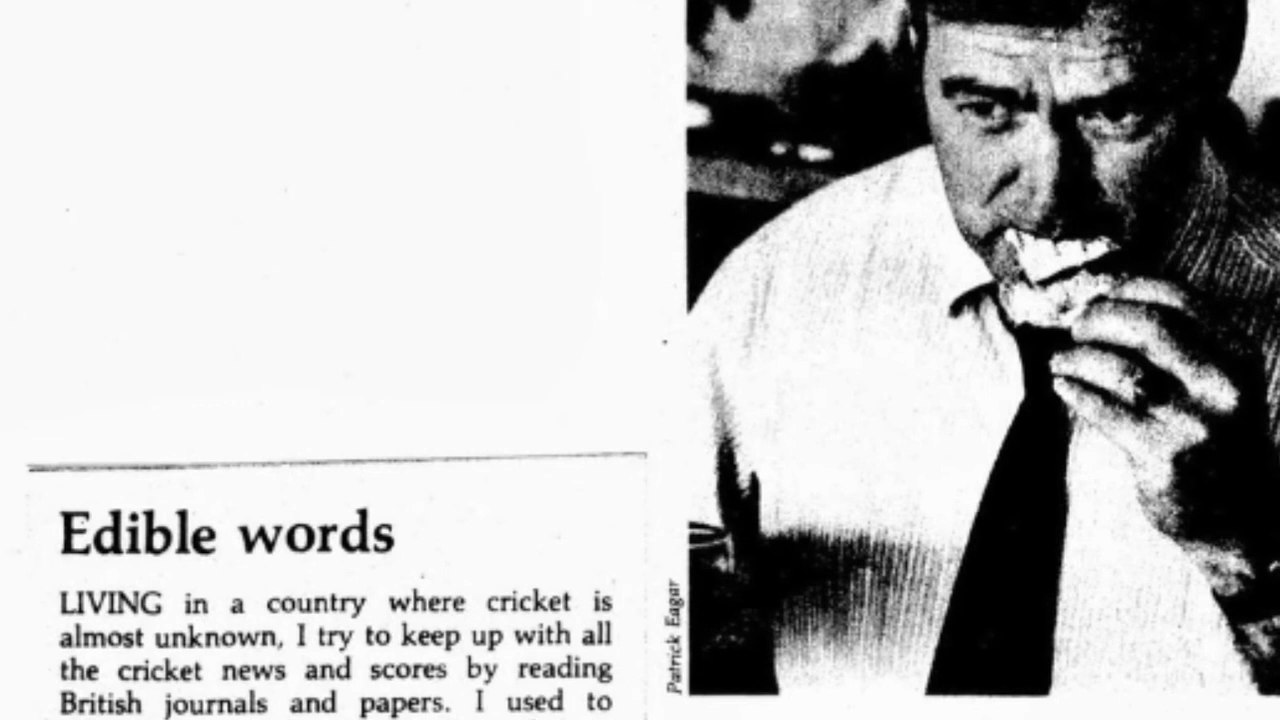 Edible words
LIVING in a country where cricket is
almost unknown, I try to keep up with all
the cricket news and scores by reading
British journals and papers. I used to
Patrick Eagar